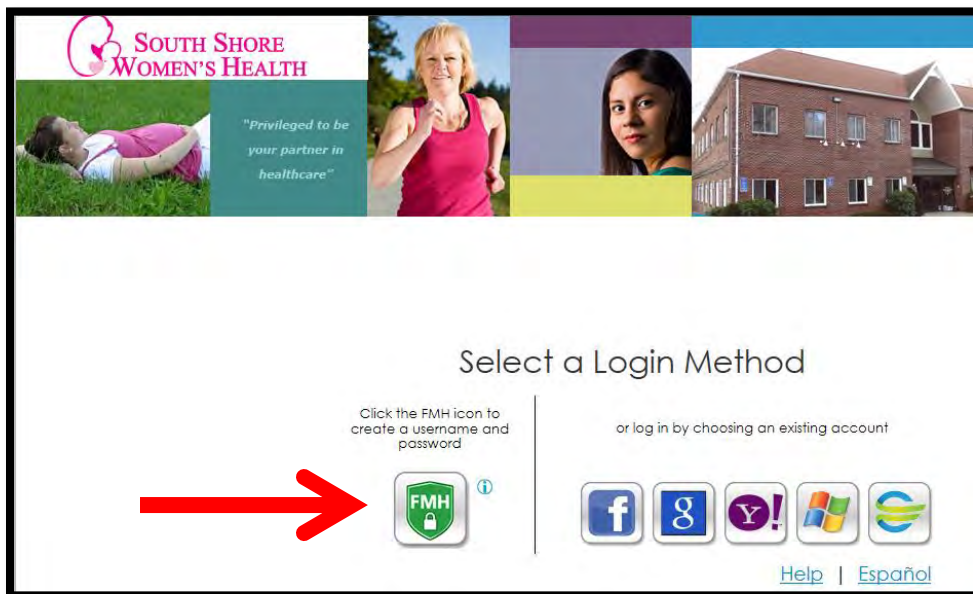 SOUTH SHORE
WOMEN'S HEALTH
"Privileged to be
your partner in
healthcare"
Select a Login Method
Click the FMH icon to
create a username and
password
or log in by choosing an existing account
FMH
i
f
g
Y!
Help | Español